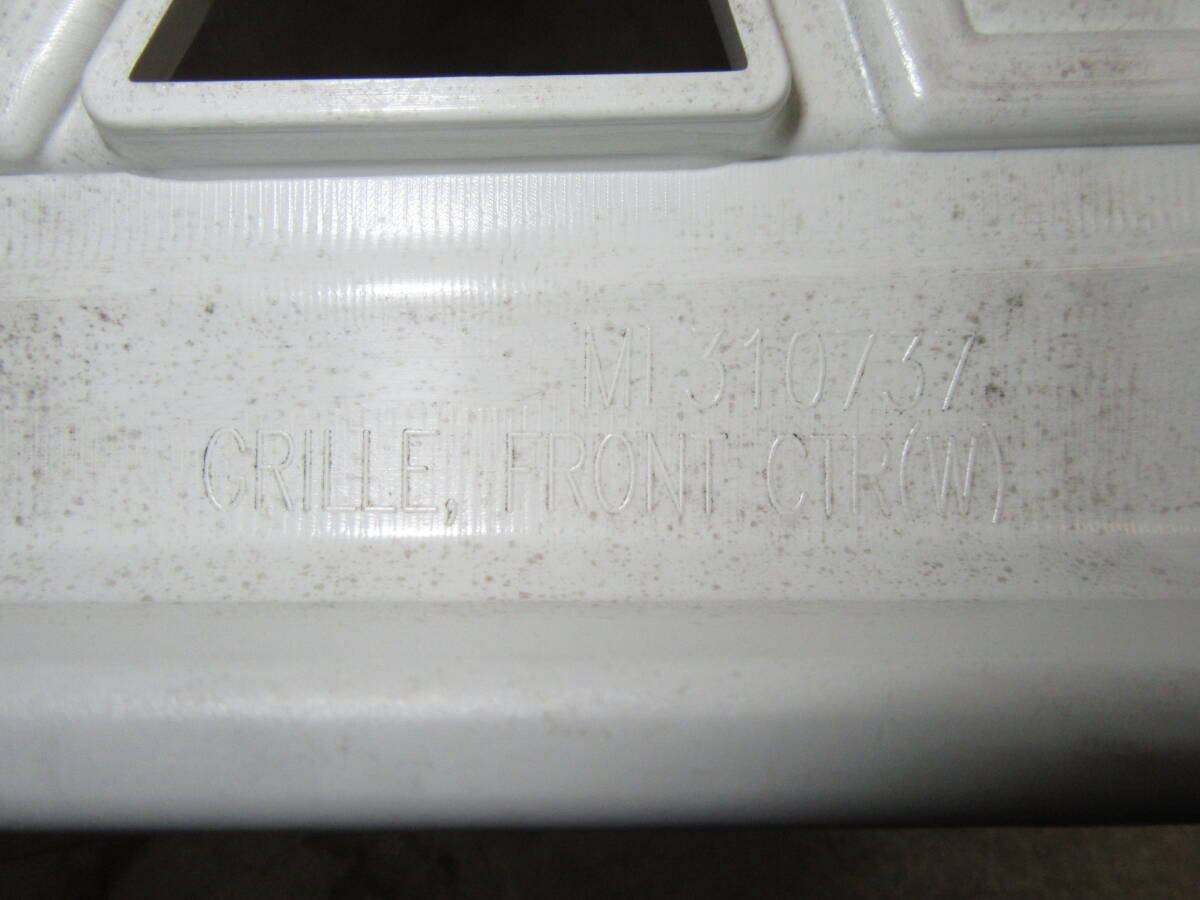 MI 310737
GRILLE, FRONT CTR(W)